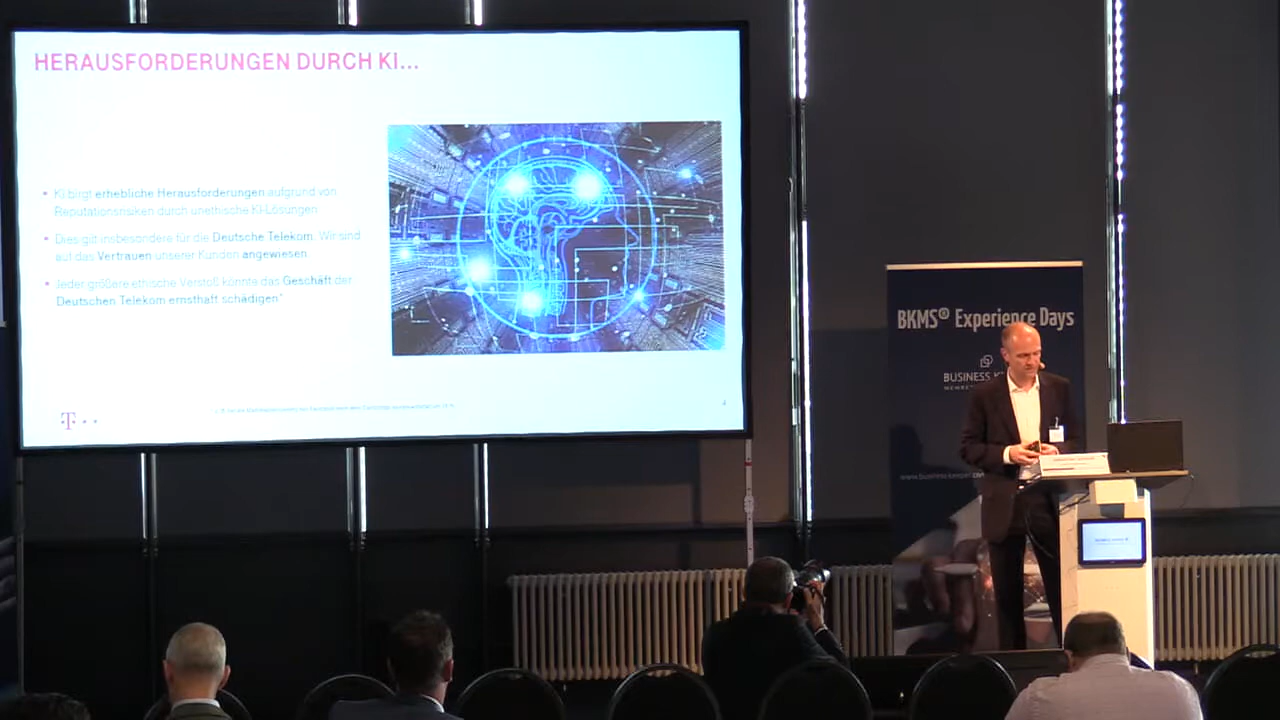 HERAUSFORDERUNGEN DURCH KI...
• KI birgt erhebliche Herausforderungen aufgrund von
Reputationsrisiken durch unethische KI-Lösungen
• Dies gilt insbesondere für die Deutsche Telekom. Wir sind
auf das Vertrauen unserer Kunden angewiesen.
• Jeder größere ethische Verstoß könnte das Geschäft der
Deutschen Telekom ernsthaft schädigen*
T
4
BKMS® Experience Days
BUSINESS